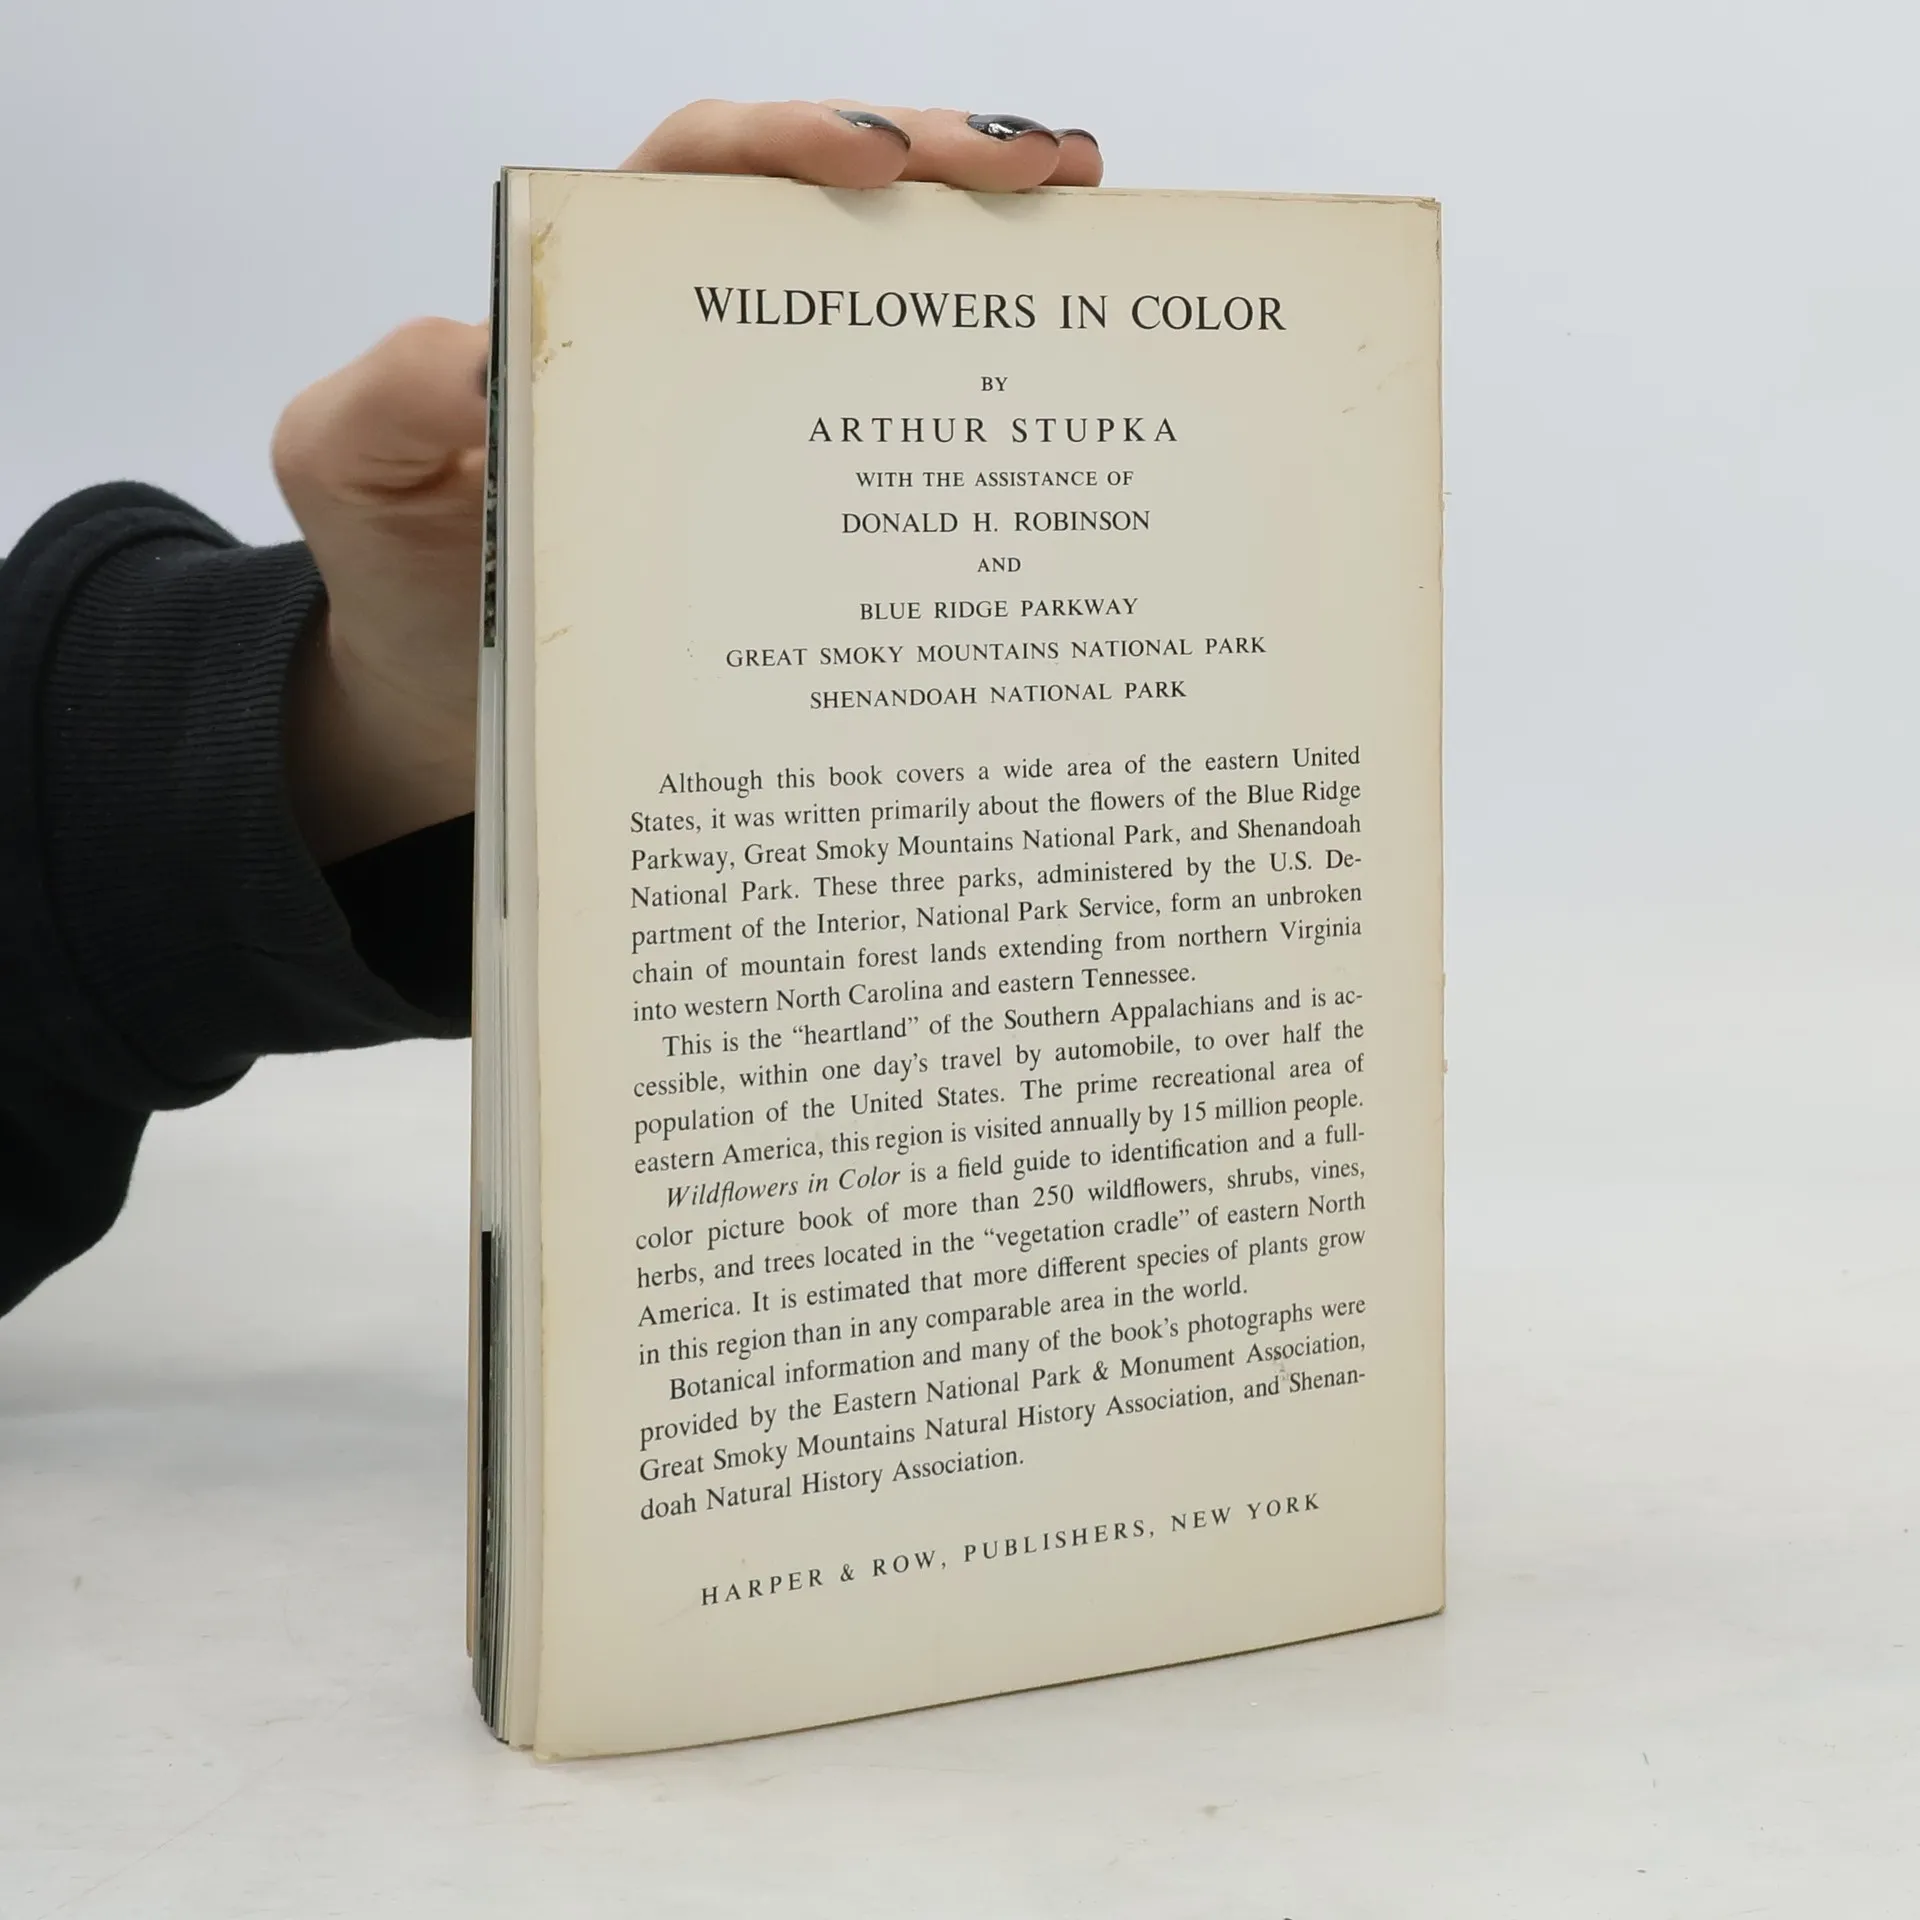 WILDFLOWERS IN COLOR
BY
ARTHUR STUPKA
WITH THE ASSISTANCE OF
DONALD H. ROBINSON
AND
BLUE RIDGE PARKWAY
GREAT SMOKY MOUNTAINS NATIONAL PARK
SHENANDOAH NATIONAL PARK
Although this book covers a wide area of the eastern United
States, it was written primarily about the flowers of the Blue Ridge
Parkway, Great Smoky Mountains National Park, and Shenandoah
National Park. These three parks, administered by the U.S. De-
partment of the Interior, National Park Service, form an unbroken
chain of mountain forest lands extending from northern Virginia
into western North Carolina and eastern Tennessee.
This is the “heartland” of the Southern Appalachians and is ac-
cessible, within one day’s travel by automobile, to over half the
population of the United States. The prime recreational area of
eastern America, this region is visited annually by 15 million people.
Wildflowers in Color is a field guide to identification and a full-
color picture book of more than 250 wildflowers, shrubs, vines,
herbs, and trees located in the “vegetation cradle” of eastern North
America. It is estimated that more different species of plants grow
in this region than in any comparable area in the world.
Botanical information and many of the book’s photographs were
provided by the Eastern National Park & Monument Association,
Great Smoky Mountains Natural History Association, and Shenan-
doah Natural History Association.
HARPER & ROW, PUBLISHERS, NEW YORK